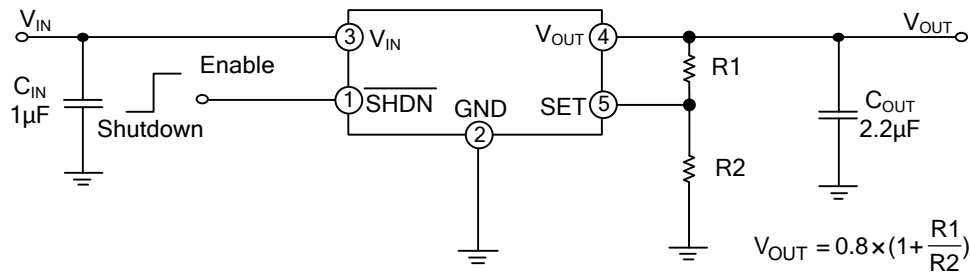 VIN
VOUT
3
VIN
VOUT
4
R1
CIN
1µF
Enable
Shutdown
1
SHDN
GND
2
SET
5
R2
COUT
2.2µF
VOUT = 0.8×(1+R1/R2)